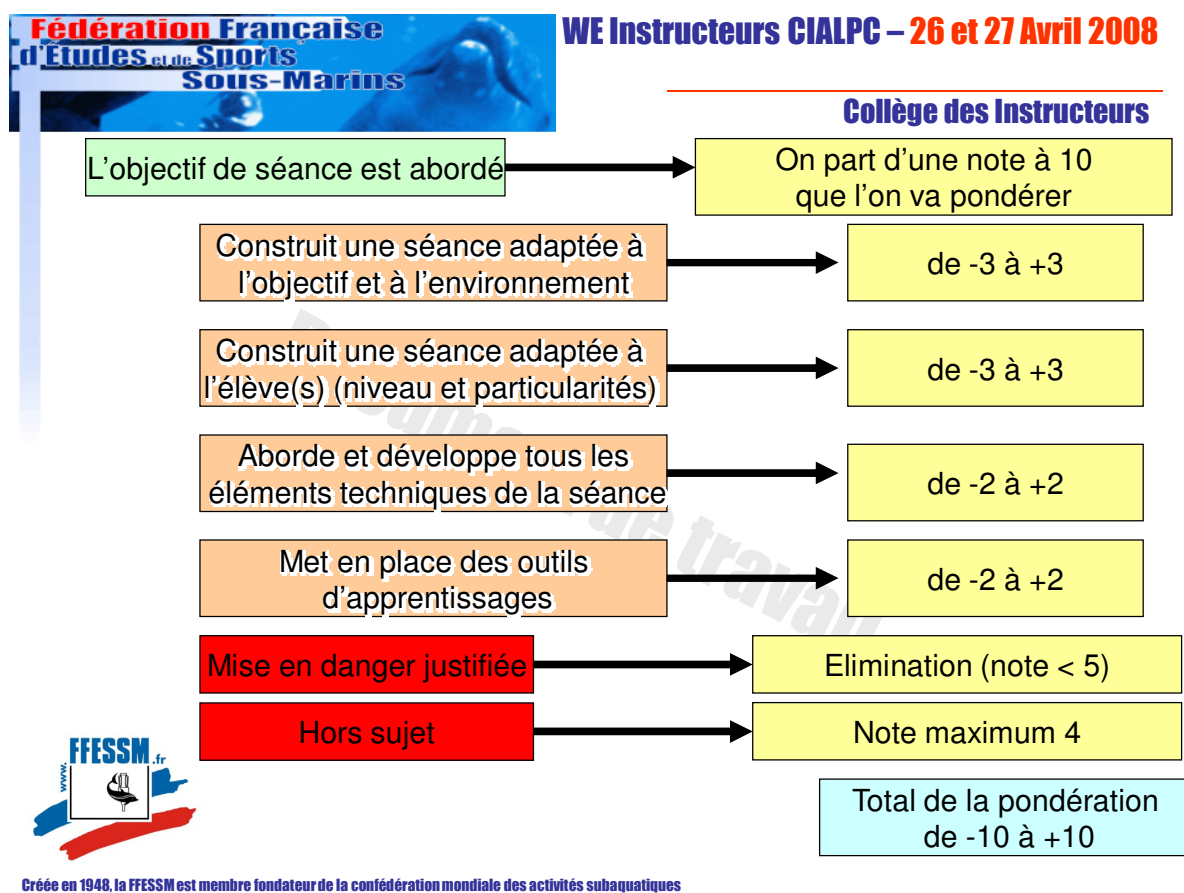 Fédération Française
d'Études et de Sports
Sous-Marins
WE Instructeurs CIALPC – 26 et 27 Avril 2008
Collège des Instructeurs
L'objectif de séance est abordé
On part d'une note à 10
que l'on va pondérer
Construit une séance adaptée à
l'objectif et à l'environnement
de -3 à +3
Construit une séance adaptée à
l'élève(s) (niveau et particularités)
de -3 à +3
Aborde et développe tous les
éléments techniques de la séance
de -2 à +2
Met en place des outils
d'apprentissages
de -2 à +2
Mise en danger justifiée
Elimination (note < 5)
Hors sujet
Note maximum 4
Total de la pondération
de -10 à +10
www.
FFESSM.fr
de travail
Créée en 1948, la FFESSM est membre fondateur de la confédération mondiale des activités subaquatiques